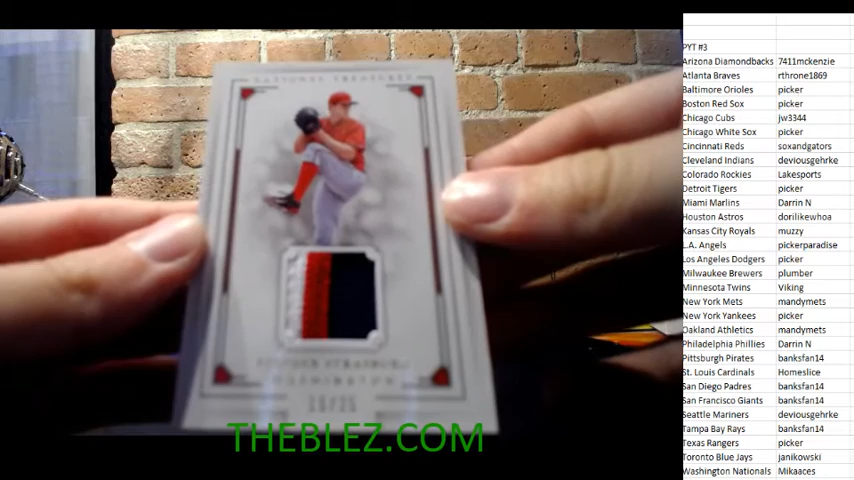 NATIONAL TREASURES
STEPHEN STRASBURG
WASHINGTON
THEBLEZ.COM
PYT #3
Arizona Diamondbacks 7411mckenzie
Atlanta Braves rthrone1869
Baltimore Orioles picker
Boston Red Sox picker
Chicago Cubs jw3344
Chicago White Sox picker
Cincinnati Reds soxandgators
Cleveland Indians deviousgehrke
Colorado Rockies Lakesports
Detroit Tigers picker
Miami Marlins Darrin N
Houston Astros dorilikewhoa
Kansas City Royals muzzy
L.A. Angels pickerparadise
Los Angeles Dodgers picker
Milwaukee Brewers plumber
Minnesota Twins Viking
New York Mets mandymets
New York Yankees picker
Oakland Athletics mandymets
Philadelphia Phillies Darrin N
Pittsburgh Pirates banksfan14
St. Louis Cardinals Homeslice
San Diego Padres banksfan14
San Francisco Giants banksfan14
Seattle Mariners deviousgehrke
Tampa Bay Rays banksfan14
Texas Rangers picker
Toronto Blue Jays janikowski
Washington Nationals Mikaaces